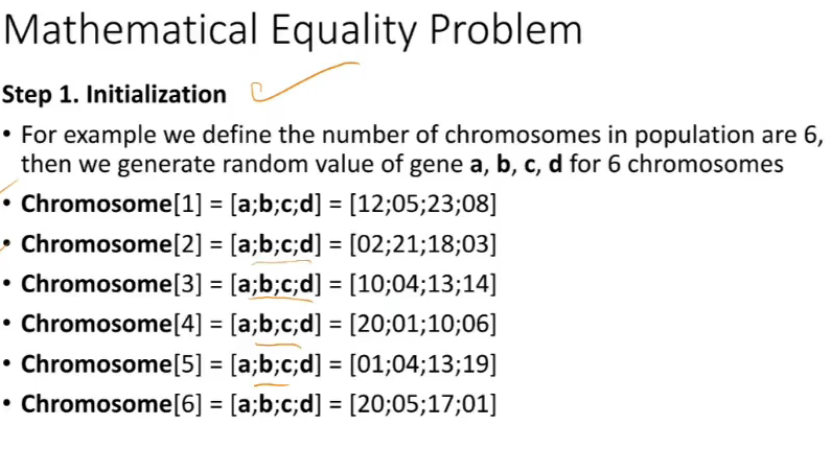 Mathematical Equality Problem
Step 1. Initialization
• For example we define the number of chromosomes in population are 6,
then we generate random value of gene a, b, c, d for 6 chromosomes
• Chromosome[1] = [a;b;c;d] = [12;05;23;08]
• Chromosome[2] = [a;b;c;d] = [02;21;18;03]
• Chromosome[3] = [a;b;c;d] = [10;04;13;14]
• Chromosome[4] = [a;b;c;d] = [20;01;10;06]
• Chromosome[5] = [a;b;c;d] = [01;04;13;19]
• Chromosome[6] = [a;b;c;d] = [20;05;17;01]